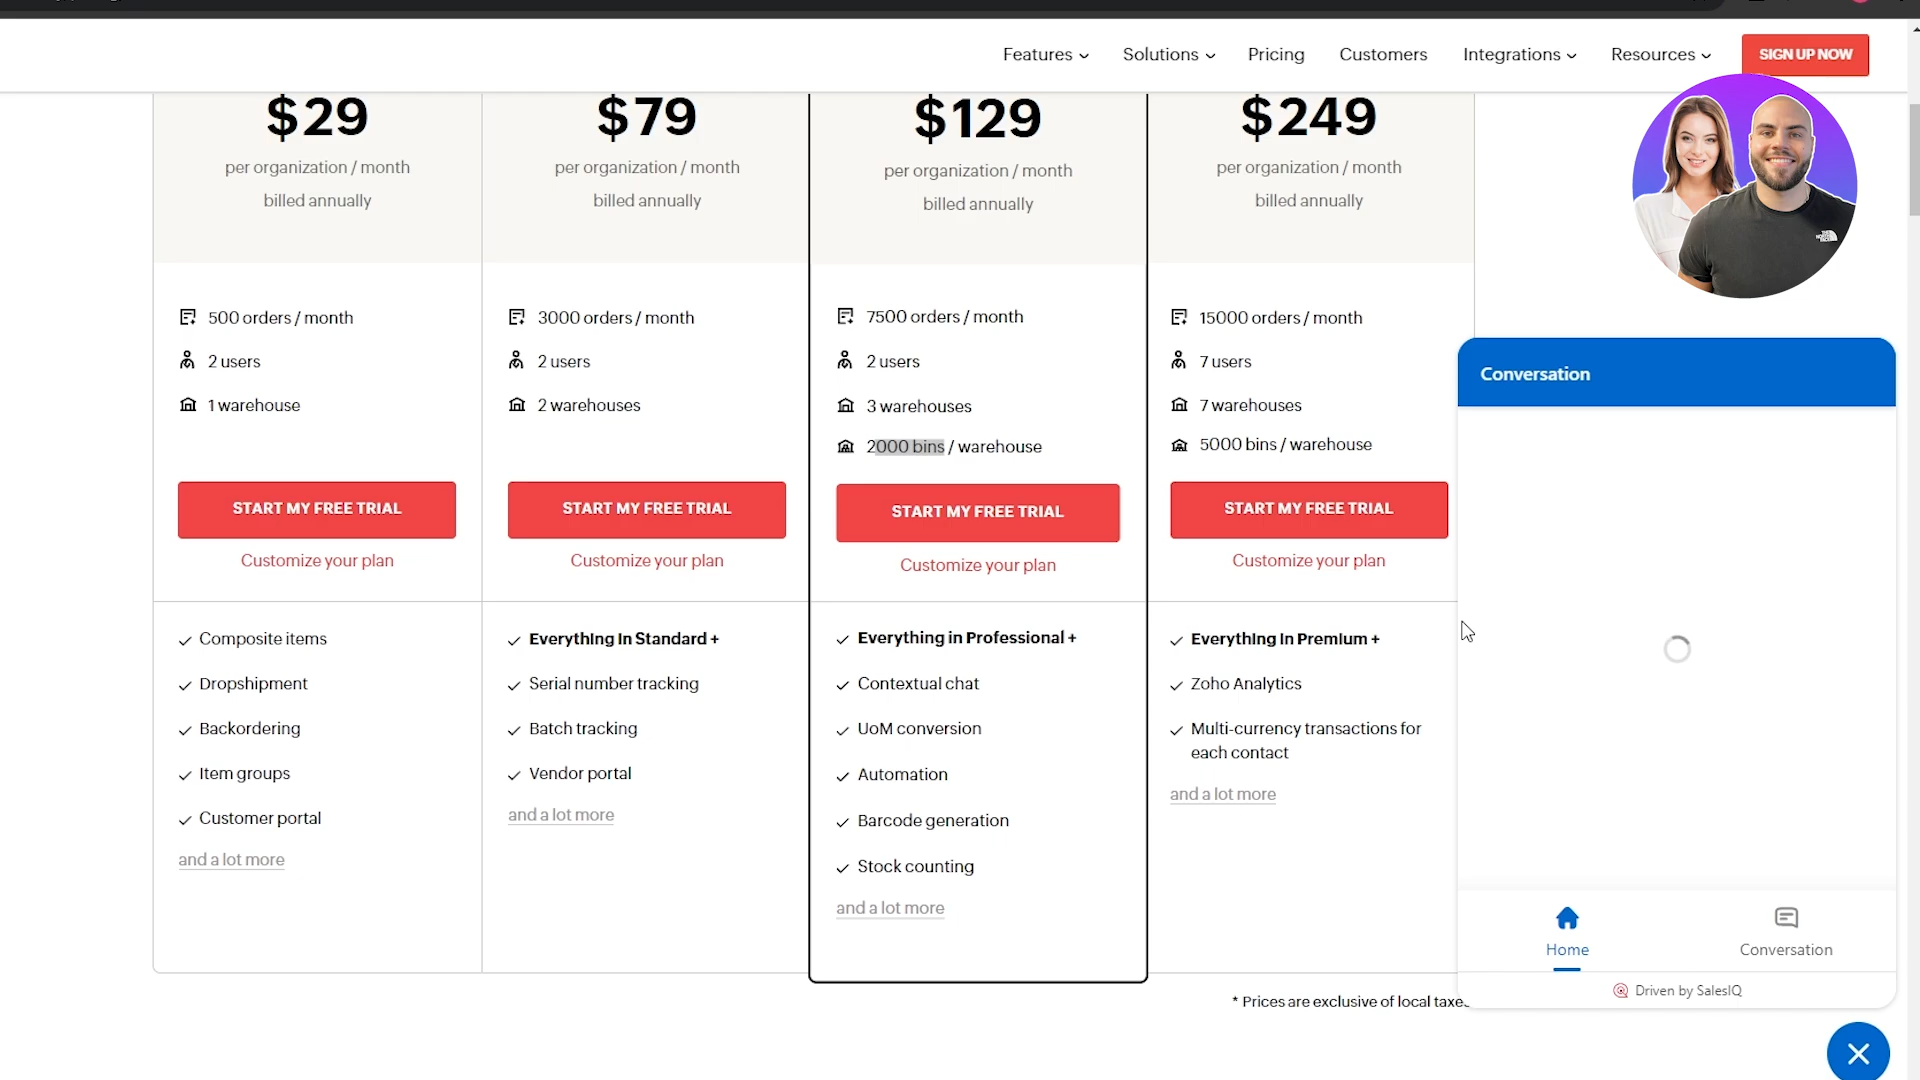 Features
Solutions
Pricing
Customers
Integrations
Resources
SIGN UP NOW
$29
per organization / month
billed annually
500 orders / month
2 users
1 warehouse
START MY FREE TRIAL
Customize your plan
Composite items
Dropshipment
Backordering
Item groups
Customer portal
and a lot more
$79
per organization / month
billed annually
3000 orders / month
2 users
2 warehouses
START MY FREE TRIAL
Customize your plan
Everything in Standard +
Serial number tracking
Batch tracking
Vendor portal
and a lot more
$129
per organization / month
billed annually
7500 orders / month
2 users
3 warehouses
2000 bins / warehouse
START MY FREE TRIAL
Customize your plan
Everything in Professional +
Contextual chat
UoM conversion
Automation
Barcode generation
Stock counting
and a lot more
$249
per organization / month
billed annually
15000 orders / month
7 users
7 warehouses
5000 bins / warehouse
START MY FREE TRIAL
Customize your plan
Everything in Premium +
Zoho Analytics
Multi-currency transactions for
each contact
and a lot more
* Prices are exclusive of local taxes
Conversation
Home
Conversation
Driven by SalesIQ